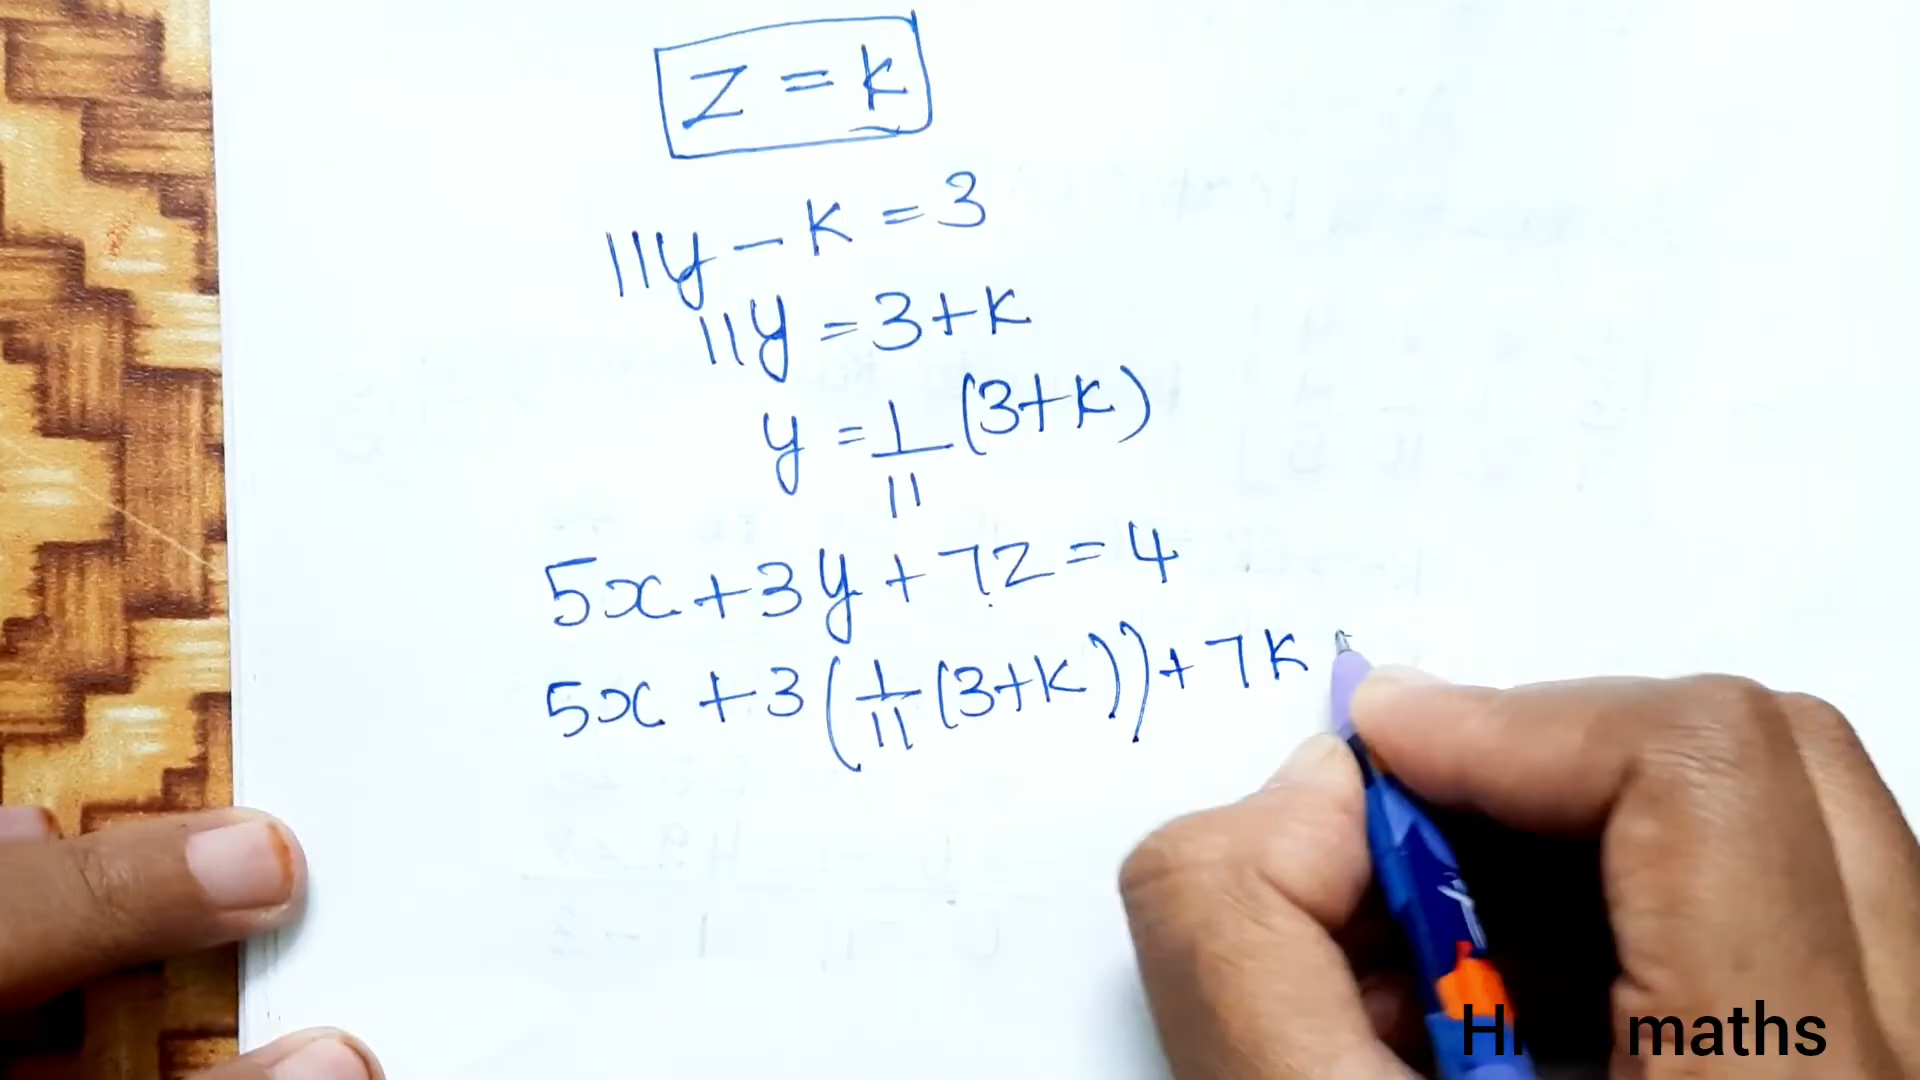 z = k
11y - k = 3
11y = 3+k
y = 1/11 (3+k)
5x + 3y + 7z = 4
5x + 3(1/11 (3+k)) + 7k
maths